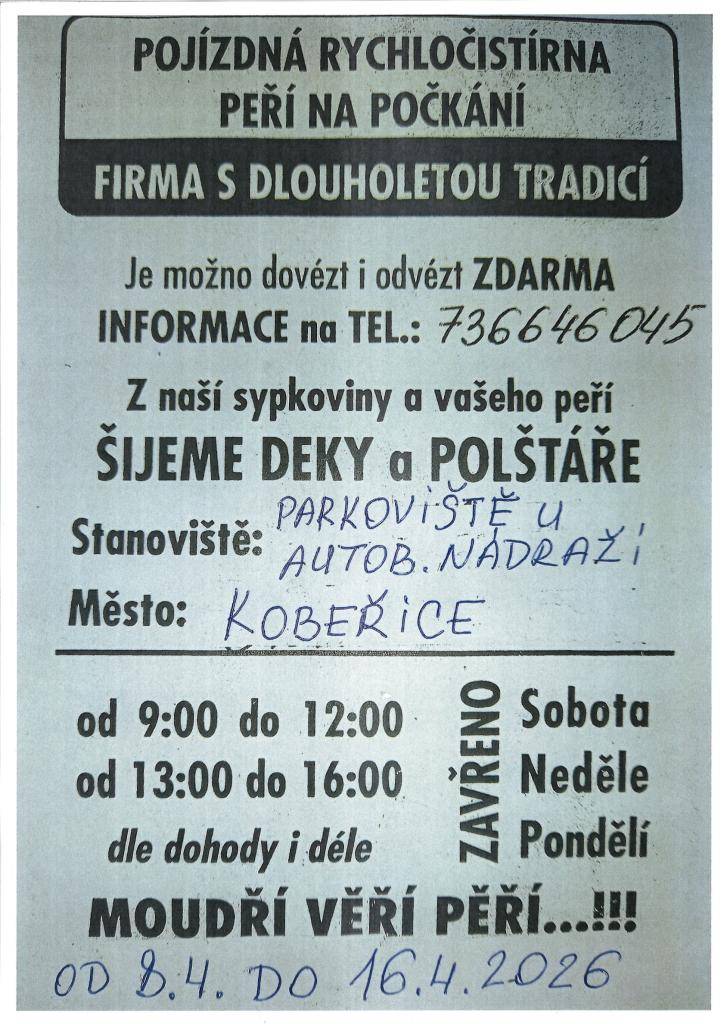 POJÍZDNÁ RYCHLOČISTÍRNA
PEŘÍ NA POČKÁNÍ
FIRMA S DLOUHOLETOU TRADICÍ
Je možno dovézt i odvézt ZDARMA
INFORMACE na TEL.: 736646045
Z naší sypkoviny a vašeho peří
ŠIJEME DEKY a POLŠTÁŘE
Stanoviště: PARKOVIŠTĚ U
AUTOB. NÁDRAŽÍ
Město: KOBEŘICE
od 9:00 do 12:00
od 13:00 do 16:00
dle dohody i déle
ZAVŘENO
Sobota
Neděle
Pondělí
MOUDŘÍ VĚŘÍ PĚŘÍ...!!!
OD 8.4. DO 16.4.2026